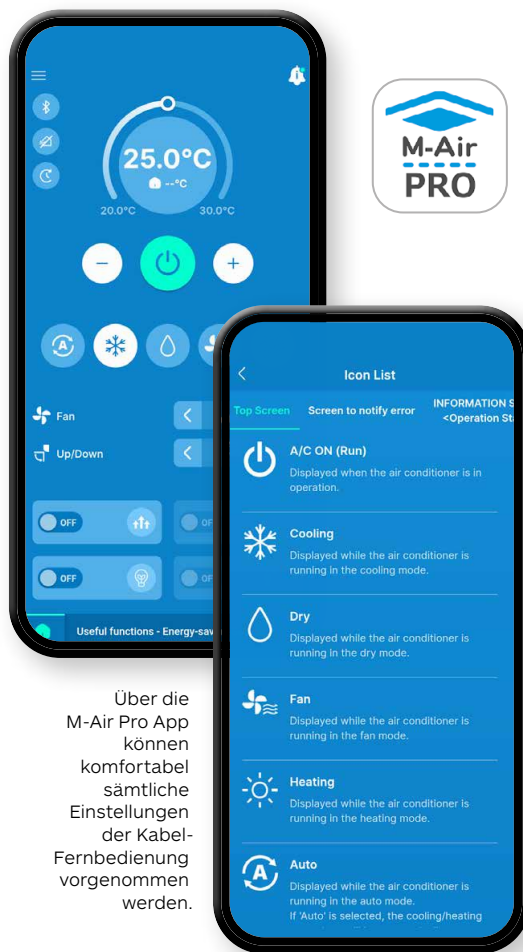 25.0°C
--°C
20.0°C
30.0°C
−
+
A
Fan
Up/Down
OFF
OFF
OFF
Useful functions - Energy-sav
M-Air
PRO
Icon List
Top Screen
Screen to notify error
INFORMATION S
<Operation Sta
A/C ON (Run)
Displayed when the air conditioner is in
operation.
Cooling
Displayed while the air conditioner is
running in the cooling mode.
Dry
Displayed while the air conditioner is
running in the dry mode.
Fan
Displayed while the air conditioner is
running in the fan mode.
Heating
Displayed while the air conditioner is
running in the heating mode.
A
Auto
Displayed while the air conditioner is
running in the auto mode.
If 'Auto' is selected, the cooling/heating
Über die
M-Air Pro App
können
komfortabel
sämtliche
Einstellungen
der Kabel-
Fernbedienung
vorgenommen
werden.